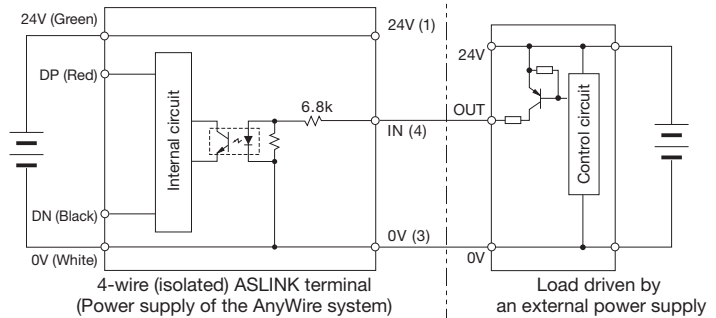 24V (Green)
DP (Red)
DN (Black)
0V (White)
Internal circuit
6.8k
24V (1)
IN (4)
0V (3)
24V
OUT
0V
Control circuit
4-wire (isolated) ASLINK terminal
(Power supply of the AnyWire system)
Load driven by
an external power supply